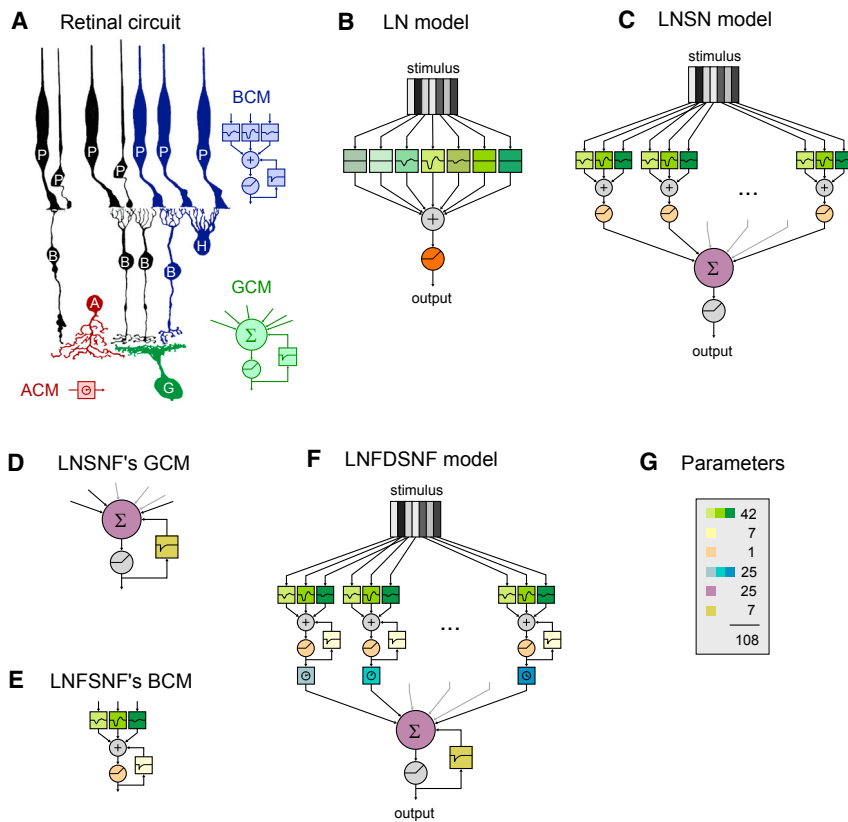 A Retinal circuit
P P P P P P P
B B B B
H
A
G
BCM
+
GCM
Σ
ACM
B LN model
stimulus
+
output
C LNSN model
stimulus
+ + +
...
Σ
output
D LNSNF's GCM
Σ
E LNFSNF's BCM
+
F LNFDSNF model
stimulus
+ + +
...
Σ
output
G Parameters
42
7
1
25
25
7
108